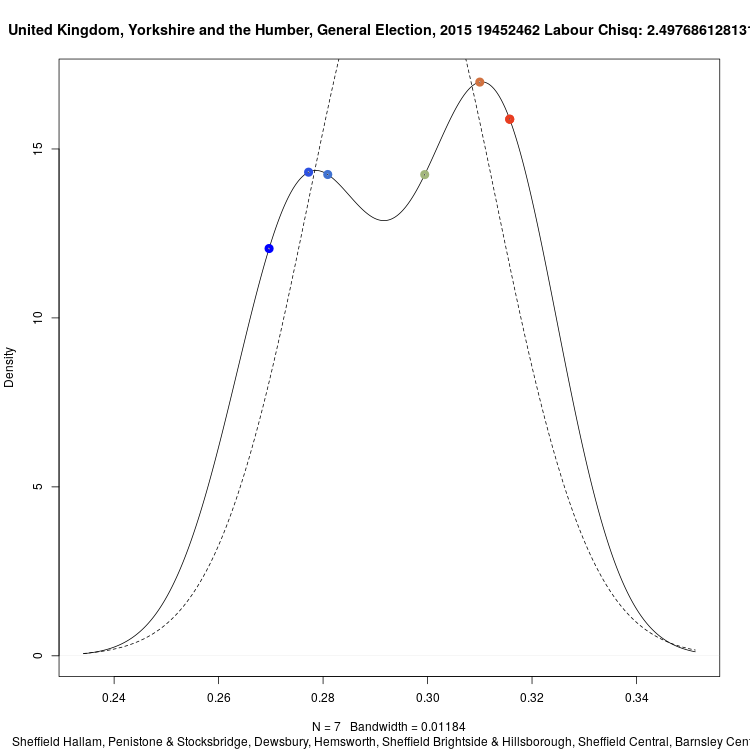 United Kingdom, Yorkshire and the Humber, General Election, 2015 19452462 Labour Chisq: 2.49768612813
Density
15
10
5
0
0.24 0.26 0.28 0.30 0.32 0.34
N = 7 Bandwidth = 0.01184
Sheffield Hallam, Penistone & Stocksbridge, Dewsbury, Hemsworth, Sheffield Brightside & Hillsborough, Sheffield Central, Barnsley Cen